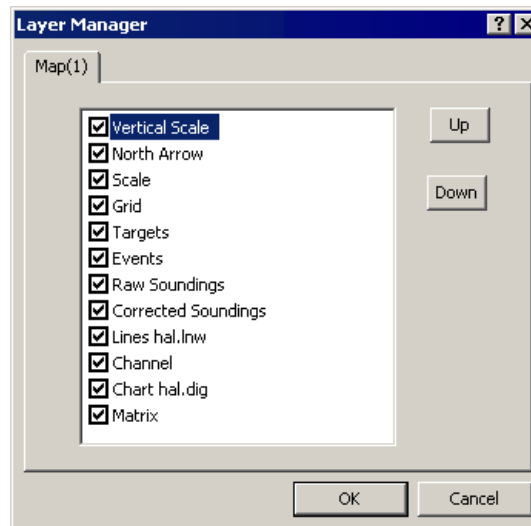 Layer Manager
Map(1)
Vertical Scale
North Arrow
Scale
Grid
Targets
Events
Raw Soundings
Corrected Soundings
Lines hal.lnw
Channel
Chart hal.dig
Matrix
Up
Down
OK
Cancel